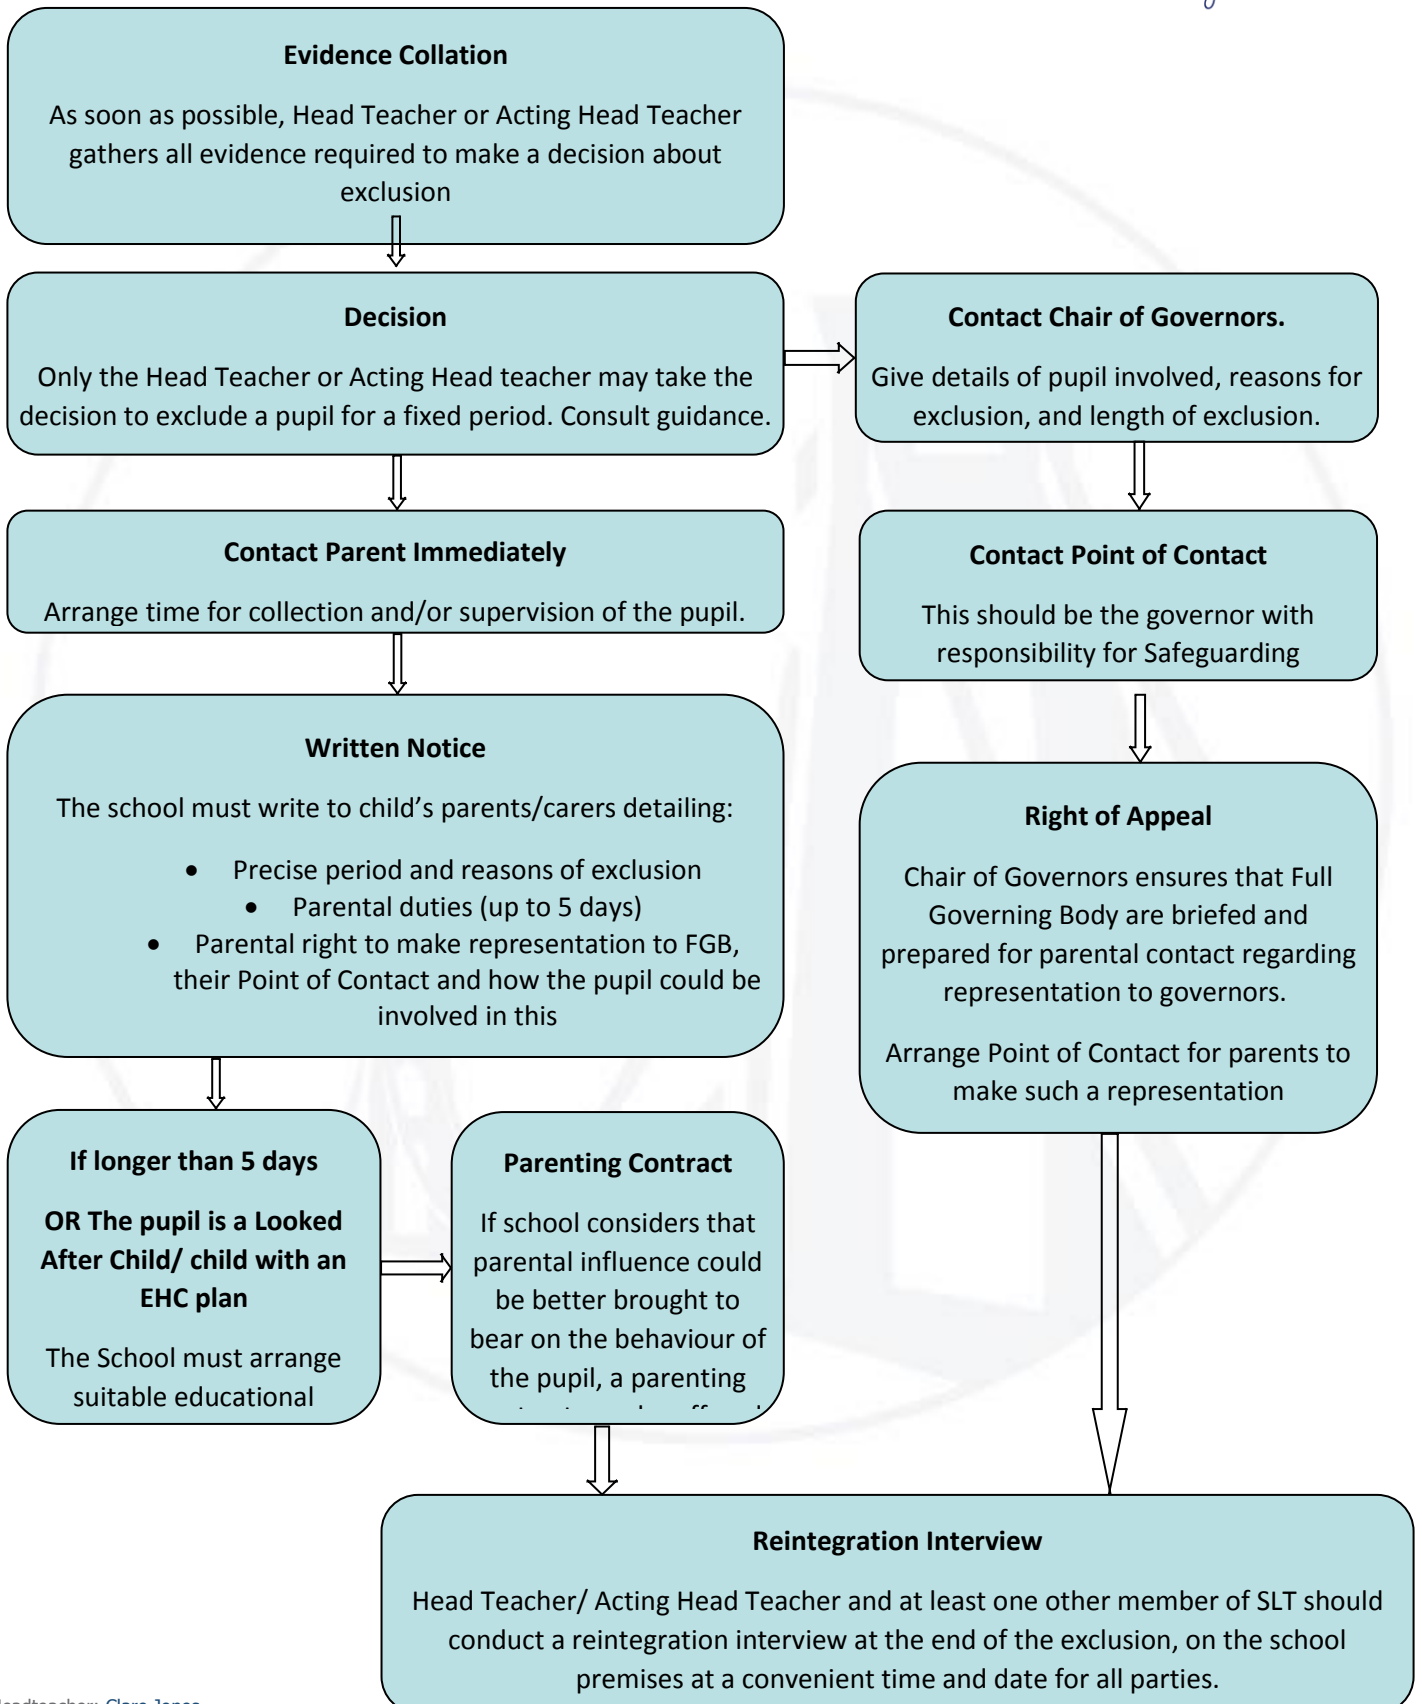 Evidence Collation
As soon as possible, Head Teacher or Acting Head Teacher
gathers all evidence required to make a decision about
exclusion
Decision
Only the Head Teacher or Acting Head teacher may take the
decision to exclude a pupil for a fixed period. Consult guidance.
Contact Chair of Governors.
Give details of pupil involved, reasons for
exclusion, and length of exclusion.
Contact Parent Immediately
Arrange time for collection and/or supervision of the pupil.
Contact Point of Contact
This should be the governor with
responsibility for Safeguarding
Written Notice
The school must write to child’s parents/carers detailing:
• Precise period and reasons of exclusion
• Parental duties (up to 5 days)
• Parental right to make representation to FGB,
their Point of Contact and how the pupil could be
involved in this
Right of Appeal
Chair of Governors ensures that Full
Governing Body are briefed and
prepared for parental contact regarding
representation to governors.
Arrange Point of Contact for parents to
make such a representation
If longer than 5 days
OR The pupil is a Looked
After Child/ child with an
EHC plan
The School must arrange
suitable educational
Parenting Contract
If school considers that
parental influence could
be better brought to
bear on the behaviour of
the pupil, a parenting
Reintegration Interview
Head Teacher/ Acting Head Teacher and at least one other member of SLT should
conduct a reintegration interview at the end of the exclusion, on the school
premises at a convenient time and date for all parties.